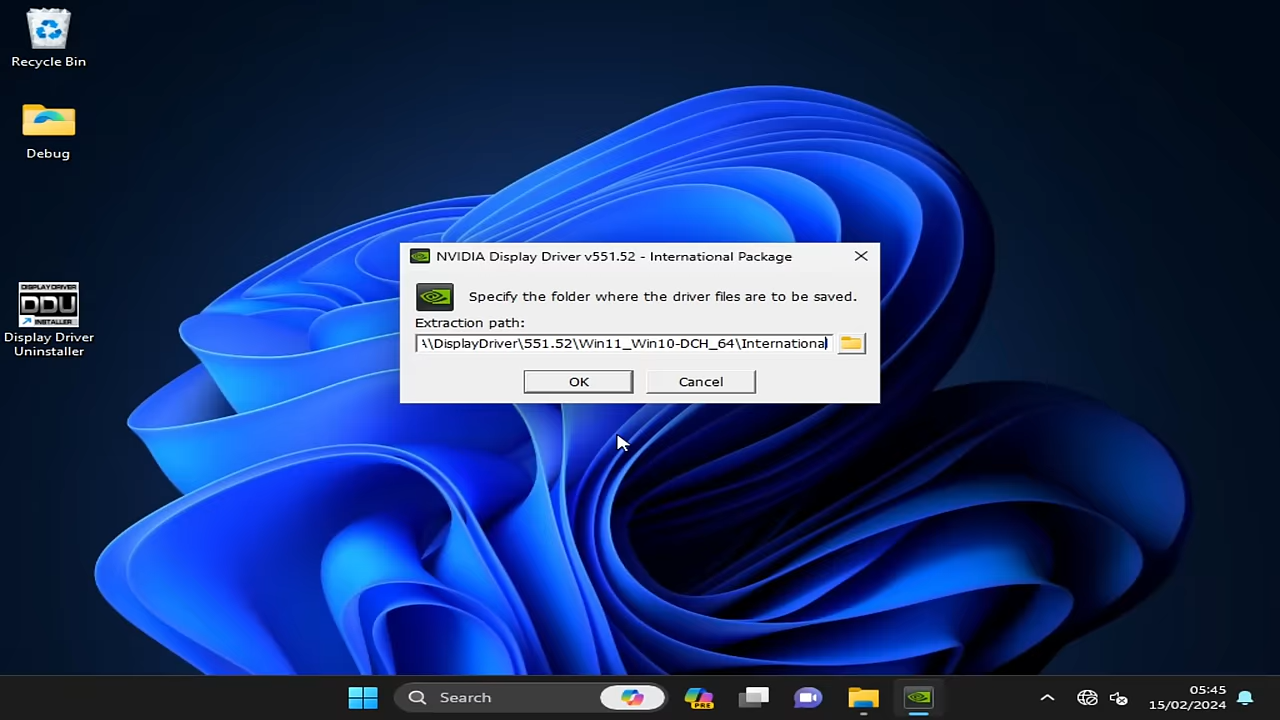 Recycle Bin
Debug
DISPLAY DRIVER
DDU
INSTALLER
Display Driver
Uninstaller
NVIDIA Display Driver v551.52 - International Package
Specify the folder where the driver files are to be saved.
Extraction path:
\DisplayDriver\551.52\Win11_Win10-DCH_64\International
OK
Cancel
Search
PRE
05:45
15/02/2024